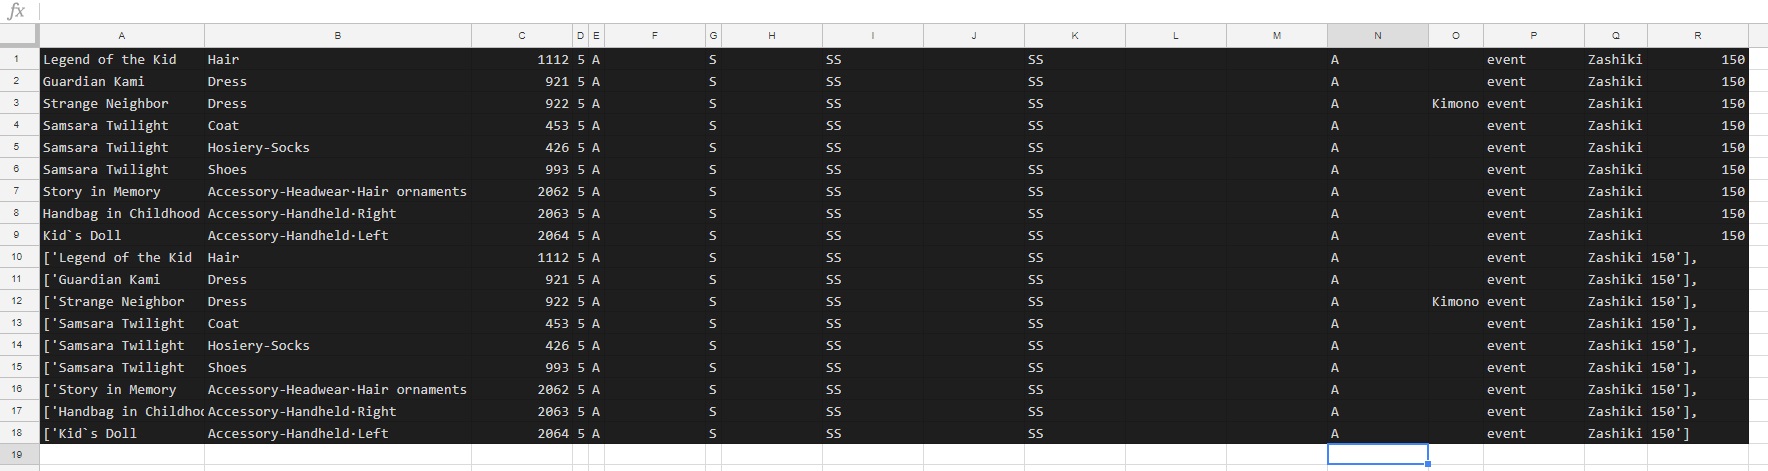 fx
A B C D E F G H I J K L M N O P Q R
1 Legend of the Kid Hair 1112 5 A S SS SS A event Zashiki 150
2 Guardian Kami Dress 921 5 A S SS SS A event Zashiki 150
3 Strange Neighbor Dress 922 5 A S SS SS A Kimono event Zashiki 150
4 Samsara Twilight Coat 453 5 A S SS SS A event Zashiki 150
5 Samsara Twilight Hosiery-Socks 426 5 A S SS SS A event Zashiki 150
6 Samsara Twilight Shoes 993 5 A S SS SS A event Zashiki 150
7 Story in Memory Accessory-Headwear·Hair ornaments 2062 5 A S SS SS A event Zashiki 150
8 Handbag in Childhood Accessory-Handheld·Right 2063 5 A S SS SS A event Zashiki 150
9 Kid`s Doll Accessory-Handheld·Left 2064 5 A S SS SS A event Zashiki 150
10 ['Legend of the Kid Hair 1112 5 A S SS SS A event Zashiki 150'],
11 ['Guardian Kami Dress 921 5 A S SS SS A event Zashiki 150'],
12 ['Strange Neighbor Dress 922 5 A S SS SS A Kimono event Zashiki 150'],
13 ['Samsara Twilight Coat 453 5 A S SS SS A event Zashiki 150'],
14 ['Samsara Twilight Hosiery-Socks 426 5 A S SS SS A event Zashiki 150'],
15 ['Samsara Twilight Shoes 993 5 A S SS SS A event Zashiki 150'],
16 ['Story in Memory Accessory-Headwear·Hair ornaments 2062 5 A S SS SS A event Zashiki 150'],
17 ['Handbag in Childhoo Accessory-Handheld·Right 2063 5 A S SS SS A event Zashiki 150'],
18 ['Kid`s Doll Accessory-Handheld·Left 2064 5 A S SS SS A event Zashiki 150']
19